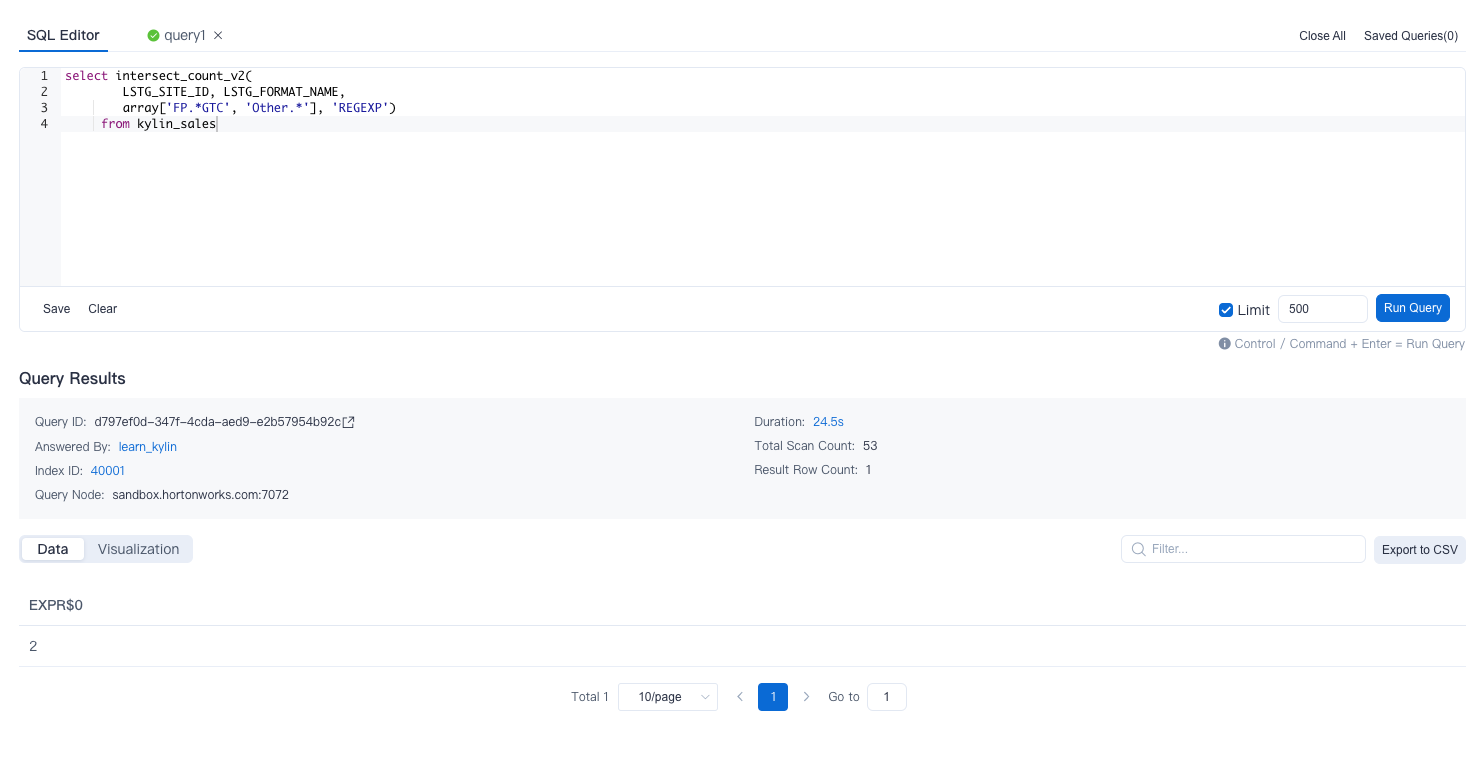 SQL Editor query1 Close All Saved Queries(0)
1 select intersect_count_v2(
2 LSTG_SITE_ID, LSTG_FORMAT_NAME,
3 array['FP.*GTC', 'Other.*'], 'REGEXP')
4 from kylin_sales
Save Clear Limit 500 Run Query
Control / Command + Enter = Run Query
Query Results
Query ID: d797ef0d-347f-4cda-aed9-e2b57954b92c Duration: 24.5s
Answered By: learn_kylin Total Scan Count: 53
Index ID: 40001 Result Row Count: 1
Query Node: sandbox.hortonworks.com:7072
Data Visualization Filter... Export to CSV
EXPR$0
2
Total 1 10/page 1 Go to 1